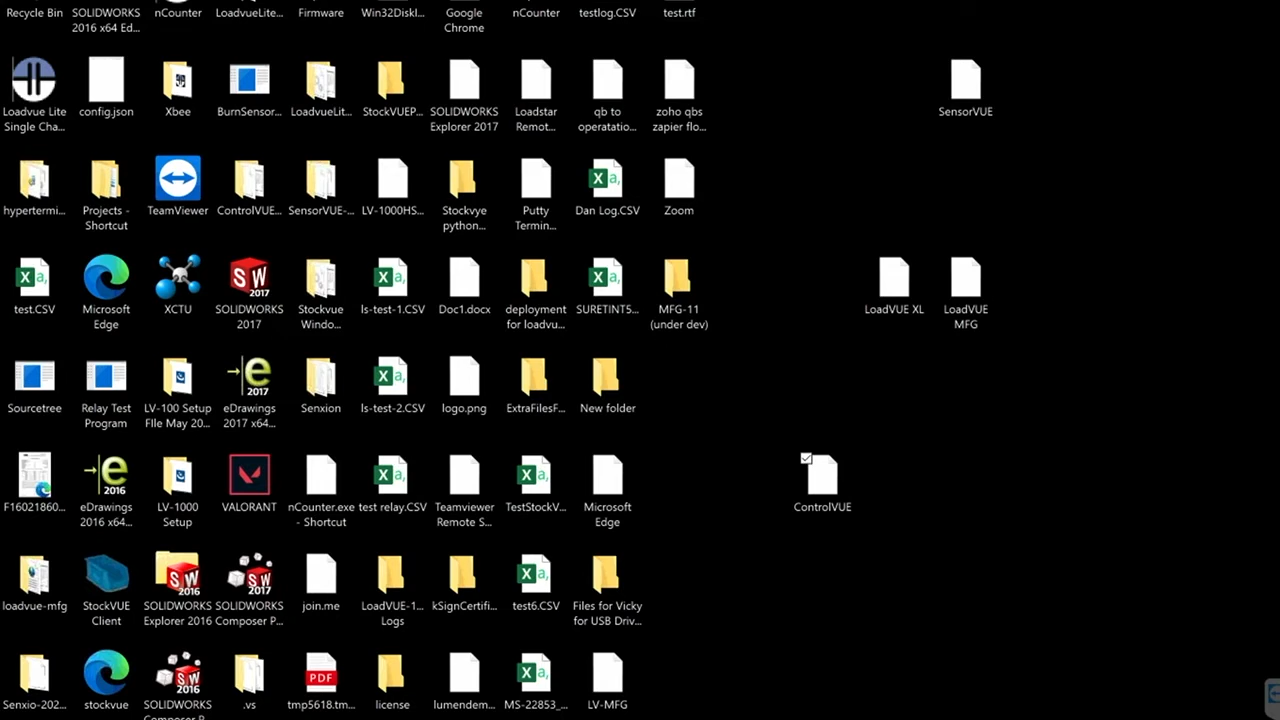 Recycle Bin
SOLIDWORKS
2016 x64 Ed...
nCounter
LoadvueLite...
Firmware
Win32DiskI...
Google
Chrome
nCounter
testlog.CSV
test.rtf
Loadvue Lite
Single Cha...
config.json
Xbee
BurnSensor...
LoadvueLit...
StockVUEP...
SOLIDWORKS
Explorer 2017
Loadstar
Remot...
qb to
operatatio...
zoho qbs
zapier flo...
SensorVUE
hypertermi...
Projects -
Shortcut
TeamViewer
ControlVUE...
SensorVUE-...
LV-1000HS...
Stockvye
python...
Putty
Termin...
Dan Log.CSV
Zoom
test.CSV
Microsoft
Edge
XCTU
SOLIDWORKS
2017
Stockvue
Windo...
ls-test-1.CSV
Doc1.docx
deployment
for loadvu...
SURETINT5...
MFG-11
(under dev)
LoadVUE XL
LoadVUE
MFG
Sourcetree
Relay Test
Program
LV-100 Setup
FIle May 20...
eDrawings
2017 x64...
Senxion
ls-test-2.CSV
logo.png
ExtraFilesF...
New folder
F16021860...
eDrawings
2016 x64...
LV-1000
Setup
VALORANT
nCounter.exe
- Shortcut
test relay.CSV
Teamviewer
Remote S...
TestStockV...
Microsoft
Edge
ControlVUE
loadvue-mfg
StockVUE
Client
SOLIDWORKS
Explorer 2016
SOLIDWORKS
Composer P...
join.me
LoadVUE-1...
Logs
kSignCertifi...
test6.CSV
Files for Vicky
for USB Driv...
Senxio-202...
stockvue
SOLIDWORKS
Composer P...
.vs
tmp5618.tm...
license
lumendem...
MS-22853_...
LV-MFG